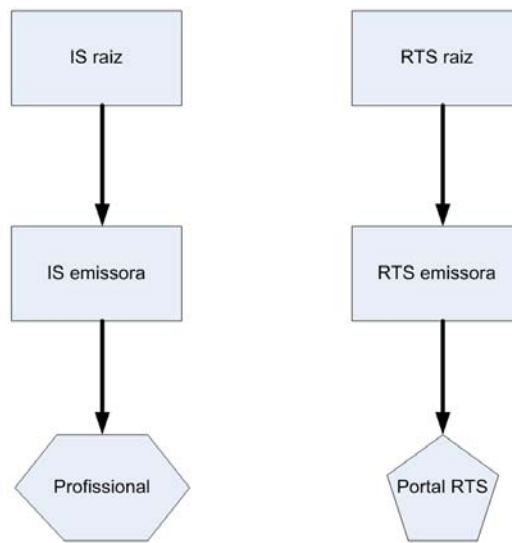 IS raiz
RTS raiz
IS emissora
RTS emissora
Profissional
Portal RTS